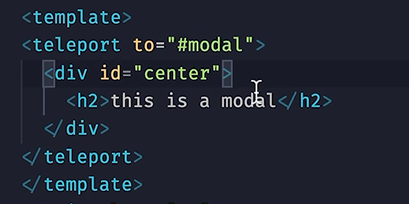 <template>
<teleport to="#modal">
<div id="center">
<h2>this is a modal</h2>
</div>
</teleport>
</template>